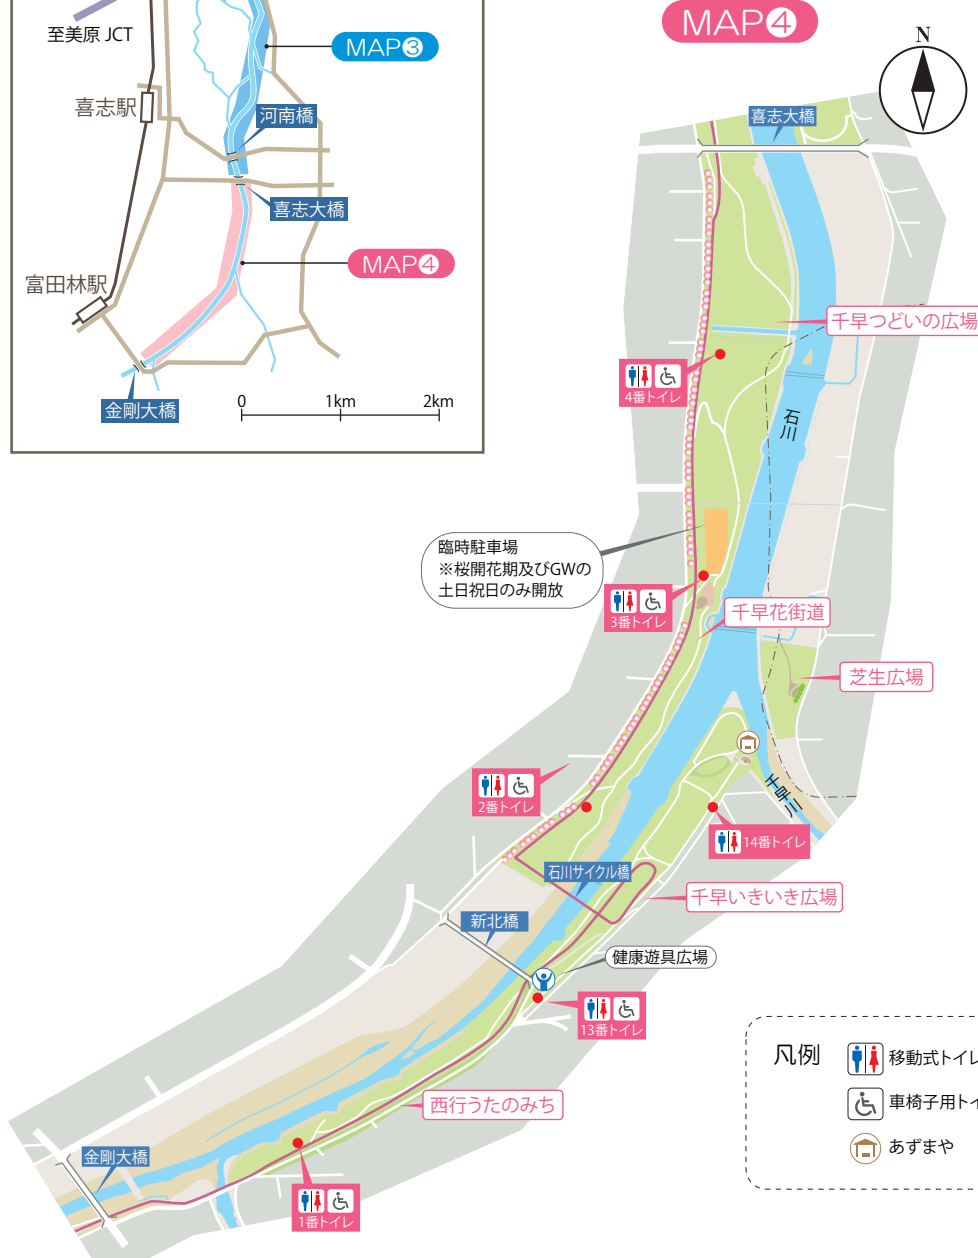 至美原 JCT
MAP③
喜志駅
河南橋
喜志大橋
MAP④
富田林駅
金剛大橋
0 1km 2km
MAP④
N
喜志大橋
千早つどいの広場
4番トイレ
石川
臨時駐車場
※桜開花期及びGWの
土日祝日のみ開放
3番トイレ
千早花街道
芝生広場
2番トイレ
千早川
14番トイレ
石川サイクル橋
千早いきいき広場
新北橋
健康遊具広場
13番トイレ
西行うたのみち
金剛大橋
1番トイレ
凡例
移動式トイレ
車椅子用トイ
あずまや